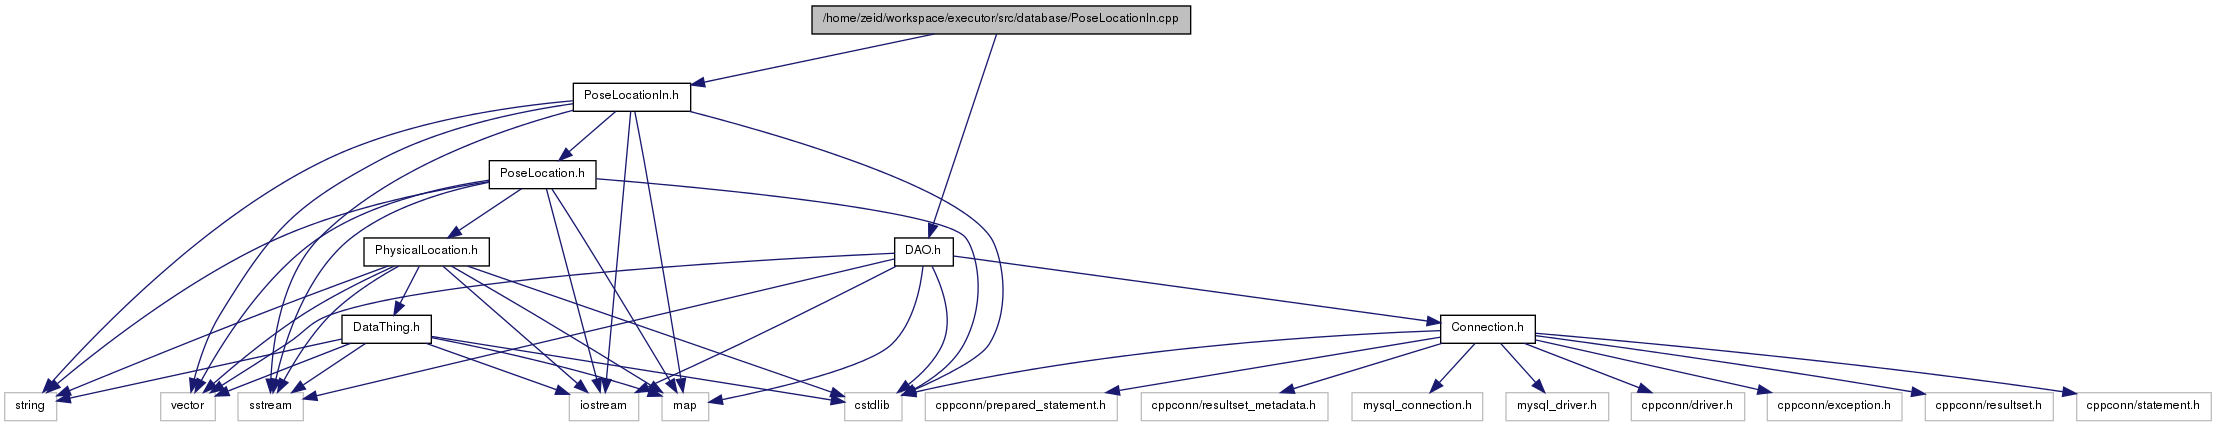 /home/zeid/workspace/executor/src/database/PoseLocationIn.cpp
PoseLocationIn.h
PoseLocation.h
PhysicalLocation.h
DAO.h
DataThing.h
Connection.h
string
vector
sstream
iostream
map
cstdlib
cppconn/prepared_statement.h
cppconn/resultset_metadata.h
mysql_connection.h
mysql_driver.h
cppconn/driver.h
cppconn/exception.h
cppconn/resultset.h
cppconn/statement.h